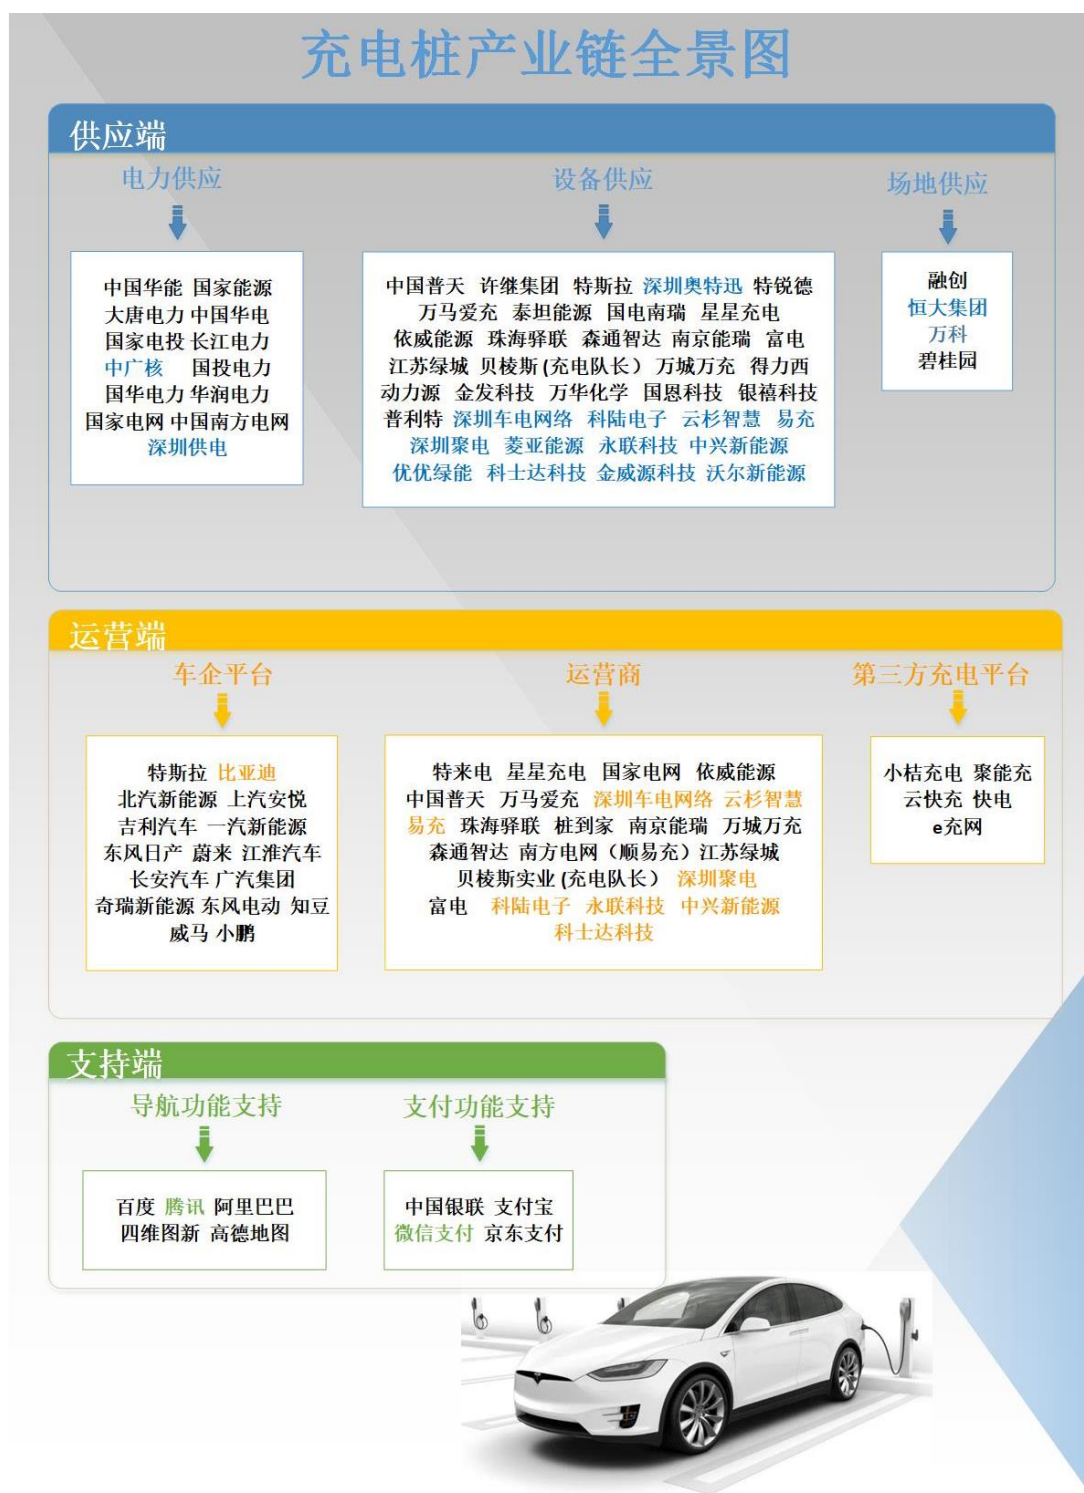 充电桩产业链全景图
供应端
电力供应
中国华能 国家能源
大唐电力 中国华电
国家电投 长江电力
中广核 国投电力
国华电力 华润电力
国家电网 中国南方电网
深圳供电
设备供应
中国普天 许继集团 特斯拉 深圳奥特迅 特锐德
万马爱充 泰坦能源 国电南瑞 星星充电
依威能源 珠海驿联 森通智达 南京能瑞 富电
江苏绿城 贝棱斯(充电队长) 万城万充 得力西
动力源 金发科技 万华化学 国恩科技 银禧科技
普利特 深圳车电网络 科陆电子 云杉智慧 易充
深圳聚电 菱亚能源 永联科技 中兴新能源
优优绿能 科士达科技 金威源科技 沃尔新能源
场地供应
融创
恒大集团
万科
碧桂园
运营端
车企平台
特斯拉 比亚迪
北汽新能源 上汽安悦
吉利汽车 一汽新能源
东风日产 蔚来 江淮汽车
长安汽车 广汽集团
奇瑞新能源 东风电动 知豆
威马 小鹏
运营商
特来电 星星充电 国家电网 依威能源
中国普天 万马爱充 深圳车电网络 云杉智慧
易充 珠海驿联 桩到家 南京能瑞 万城万充
森通智达 南方电网（顺易充）江苏绿城
贝棱斯实业(充电队长） 深圳聚电
富电 科陆电子 永联科技 中兴新能源
科士达科技
第三方充电平台
小桔充电 聚能充
云快充 快电
e充网
支持端
导航功能支持
百度 腾讯 阿里巴巴
四维图新 高德地图
支付功能支持
中国银联 支付宝
微信支付 京东支付